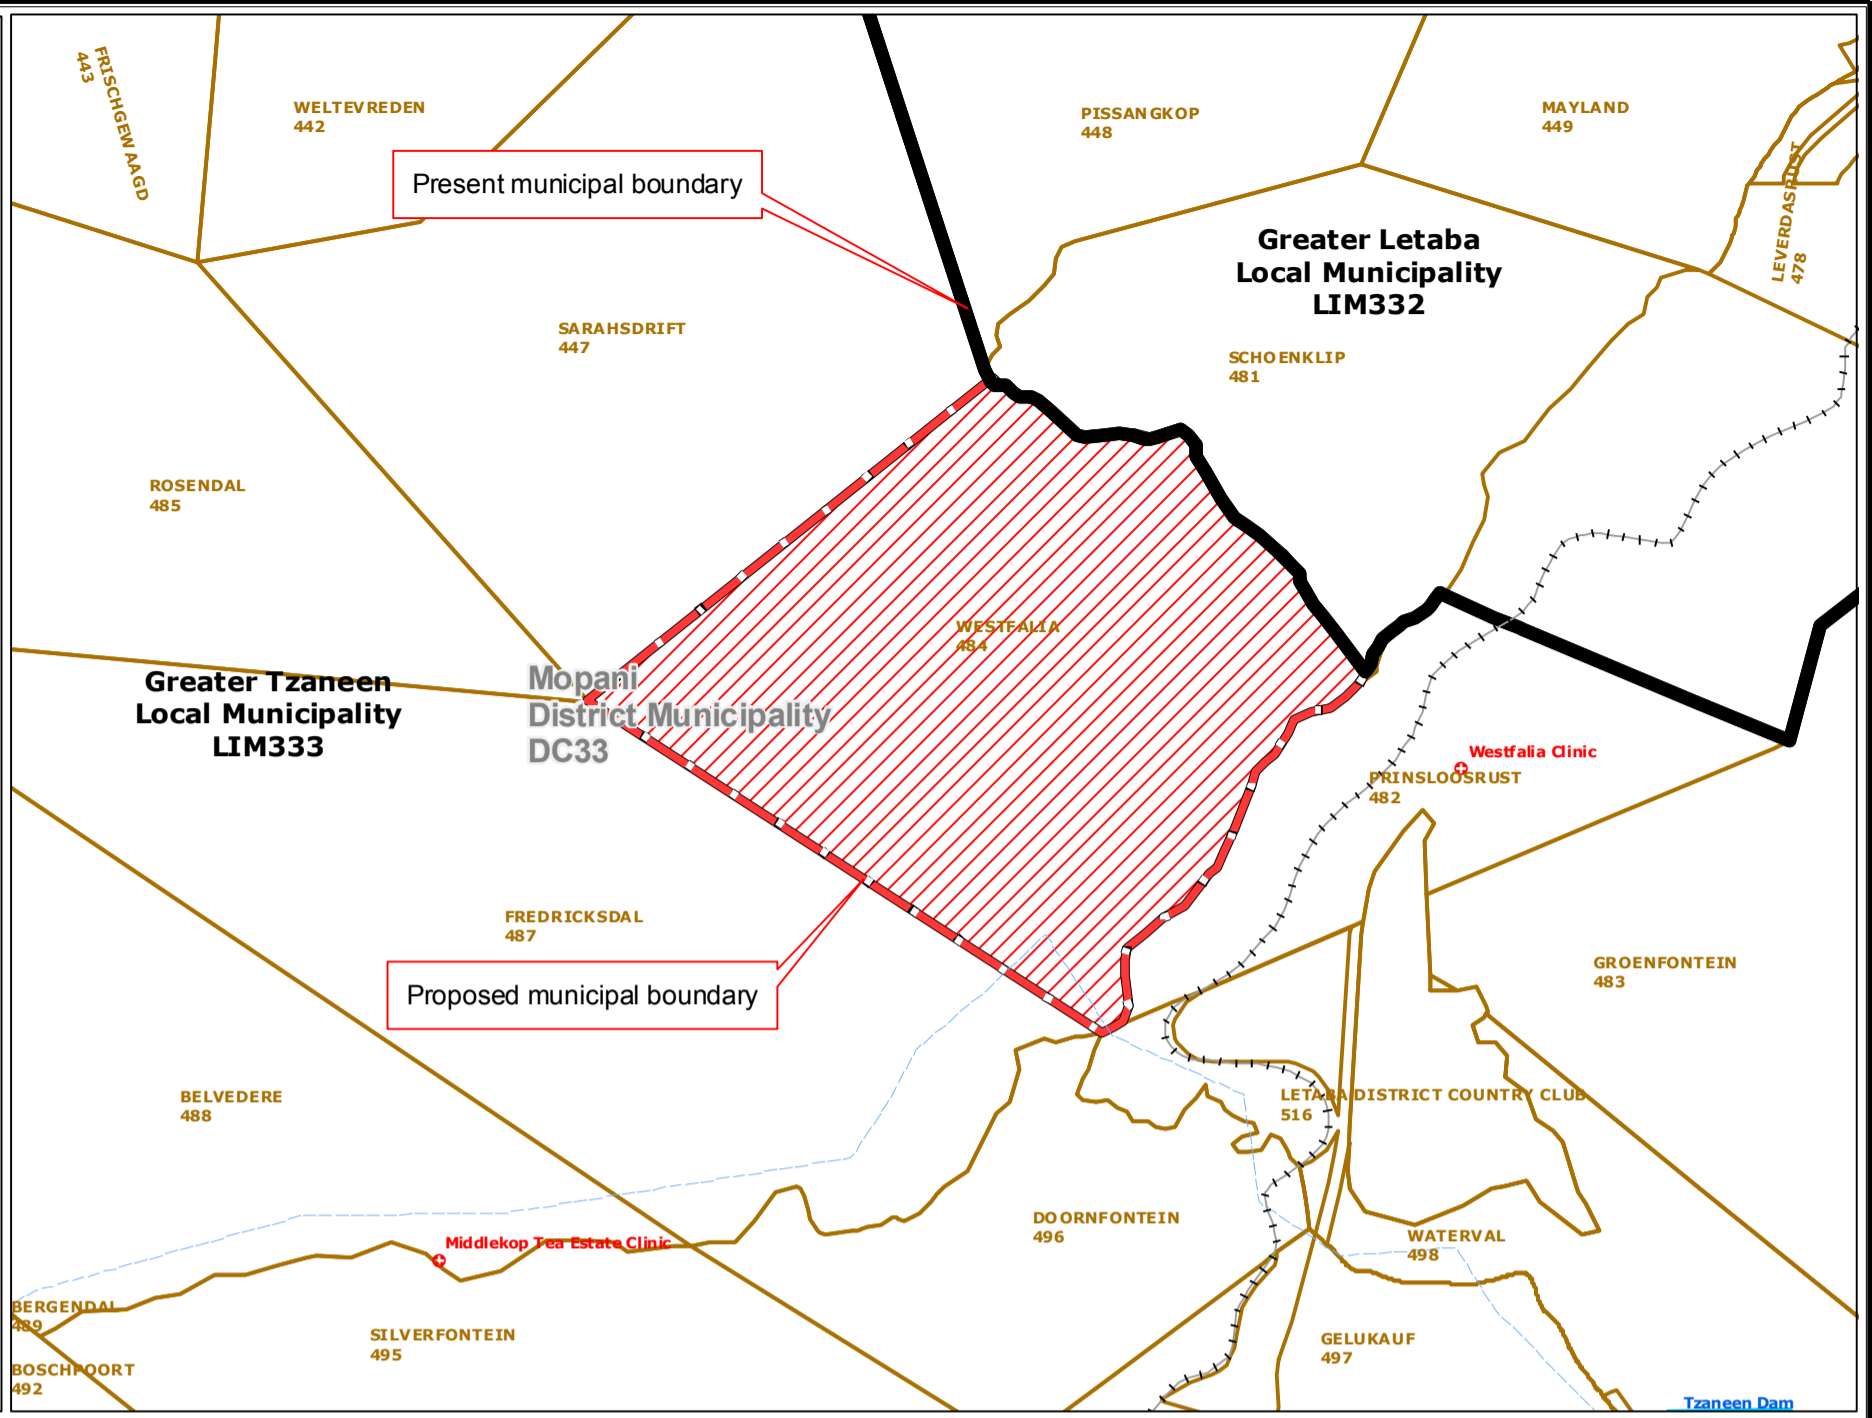 FRISCHGEWAAGD
443
WELTEVREDEN
442
PISSANGKOP
448
MAYLAND
449
LEVERDASRUST
478
Present municipal boundary
Greater Letaba
Local Municipality
LIM332
SARAHSDRIFT
447
SCHOENKLIP
481
ROSENDAL
485
WESTFALIA
484
Greater Tzaneen
Local Municipality
LIM333
Mopani
District Municipality
DC33
Westfalia Clinic
PRINSLOOSRUST
482
FREDRICKSDAL
487
GROENFONTEIN
483
Proposed municipal boundary
BELVEDERE
488
LETABA DISTRICT COUNTRY CLUB
516
DOORNFONTEIN
496
WATERVAL
498
Middlekop Tea Estate Clinic
BERGENDAL
489
SILVERFONTEIN
495
GELUKAUF
497
BOSCHPOORT
492
Tzaneen Dam